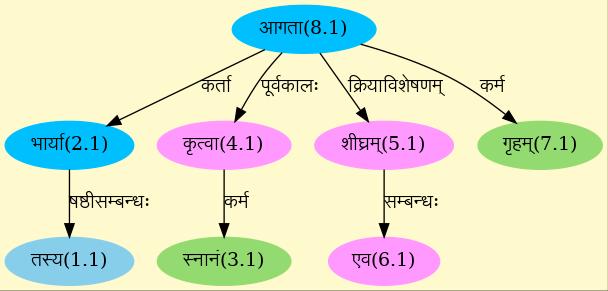 आगता(8.1)
कर्ता पूर्वकालः क्रियाविशेषणम् कर्म
भार्या(2.1) कृत्वा(4.1) शीघ्रम्(5.1) गृहम्(7.1)
षष्ठीसम्बन्धः कर्म सम्बन्धः
तस्य(1.1) स्नानं(3.1) एव(6.1)